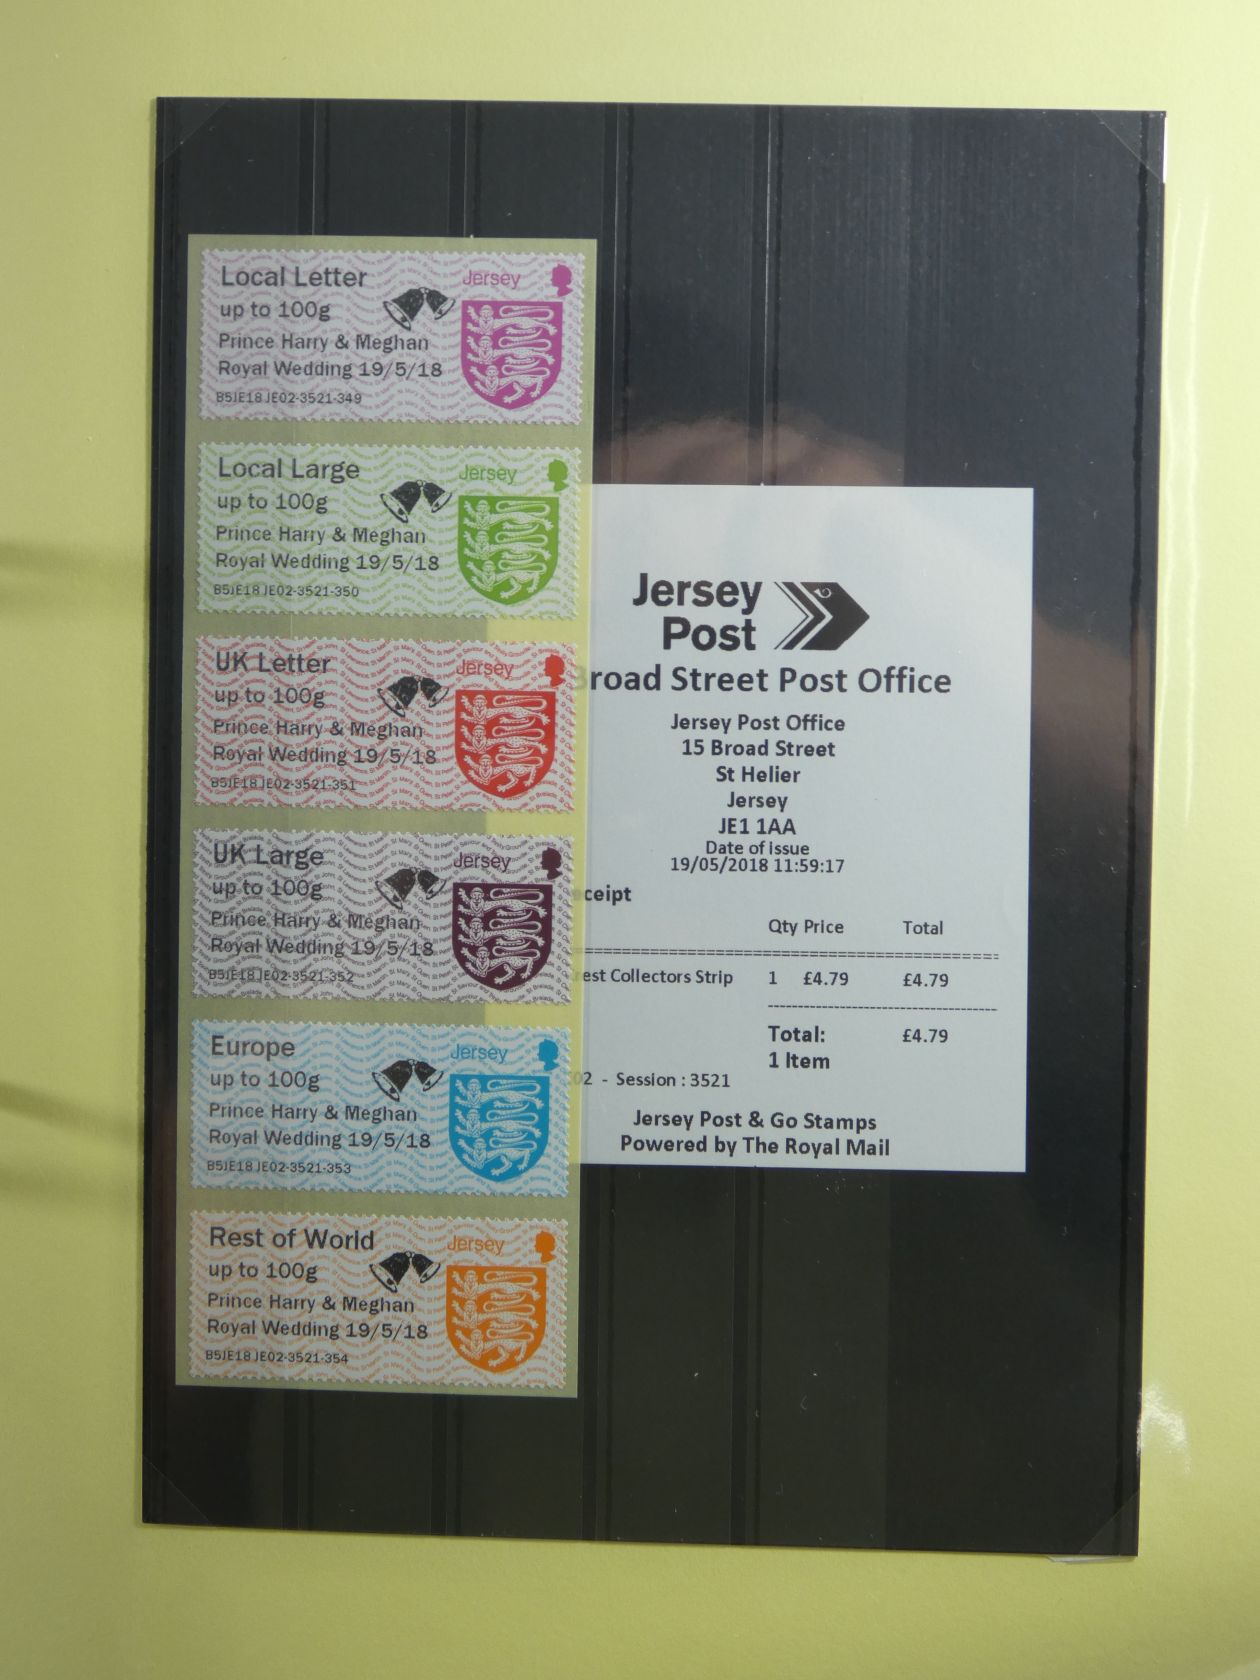 Local Letter
up to 100g
Prince Harry & Meghan
Royal Wedding 19/5/18
B5JE18 JE02-3521-349
Jersey
Local Large
up to 100g
Prince Harry & Meghan
Royal Wedding 19/5/18
B5JE18 JE02-3521-350
Jersey
UK Letter
up to 100g
Prince Harry & Meghan
Royal Wedding 19/5/18
B5JE18 JE02-3521-351
Jersey
UK Large
up to 100g
Prince Harry & Meghan
Royal Wedding 19/5/18
B5JE18 JE02-3521-352
Jersey
Europe
up to 100g
Prince Harry & Meghan
Royal Wedding 19/5/18
B5JE18 JE02-3521-353
Jersey
Rest of World
up to 100g
Prince Harry & Meghan
Royal Wedding 19/5/18
B5JE18 JE02-3521-354
Jersey
Jersey
Post
Broad Street Post Office
Jersey Post Office
15 Broad Street
St Helier
Jersey
JE1 1AA
Date of Issue
19/05/2018 11:59:17
eceipt
Qty Price Total
rest Collectors Strip 1 £4.79 £4.79
Total: £4.79
1 Item
02 - Session : 3521
Jersey Post & Go Stamps
Powered by The Royal Mail